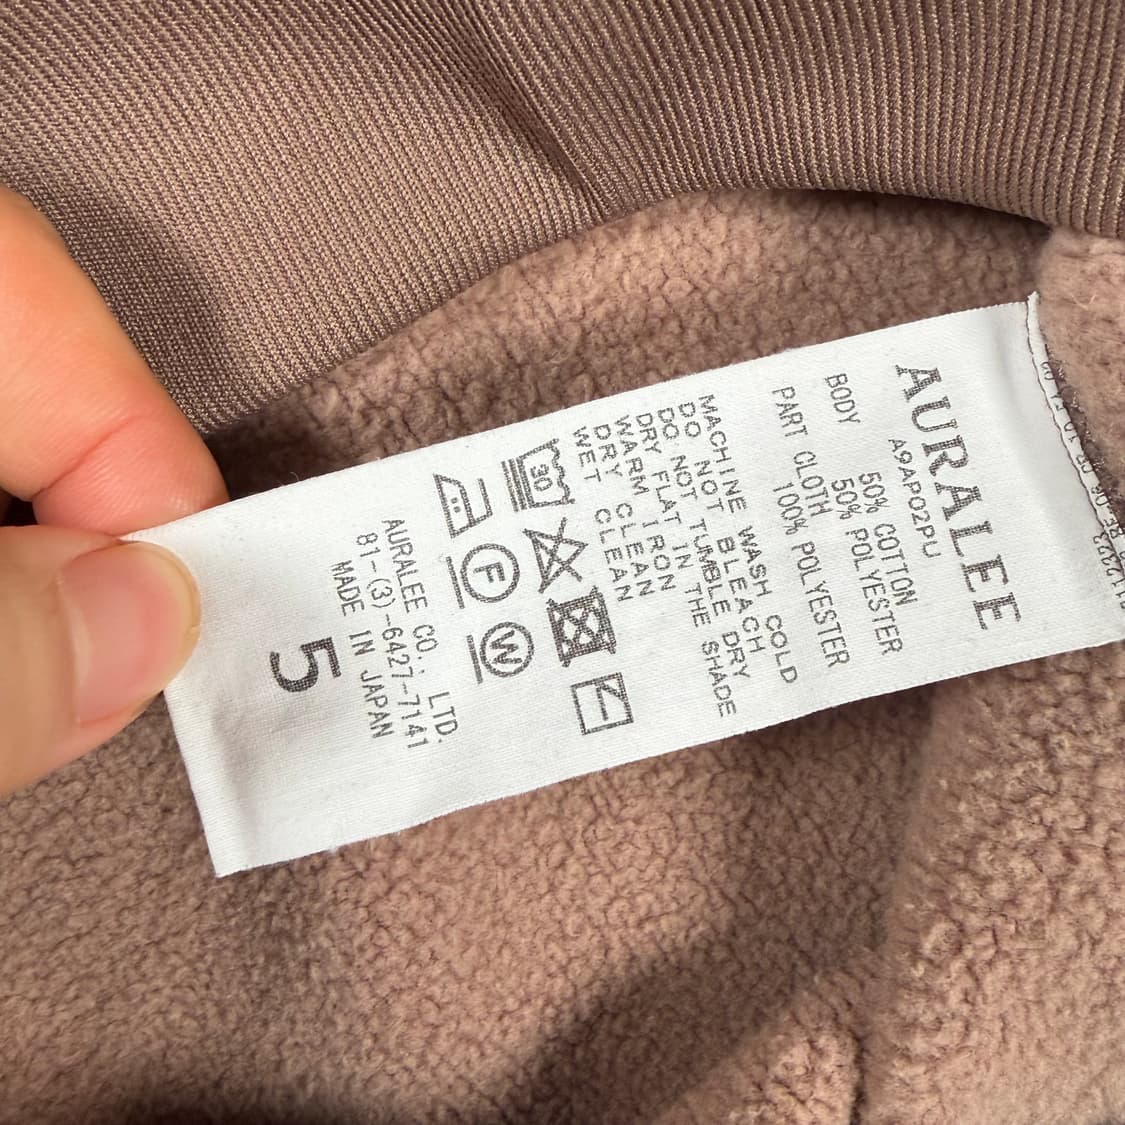 AURALEE
A9AP02PU
BODY
50% COTTON
50% POLYESTER
PART CLOTH
100% POLYESTER
MACHINE WASH COLD
DO NOT BLEACH
DO NOT TUMBLE DRY
DRY FLAT IN THE SHADE
WARM IRON
DRY CLEAN
WET CLEAN
30
F
W
AURALEE CO., LTD.
81-(3)-6427-7141
MADE IN JAPAN
5